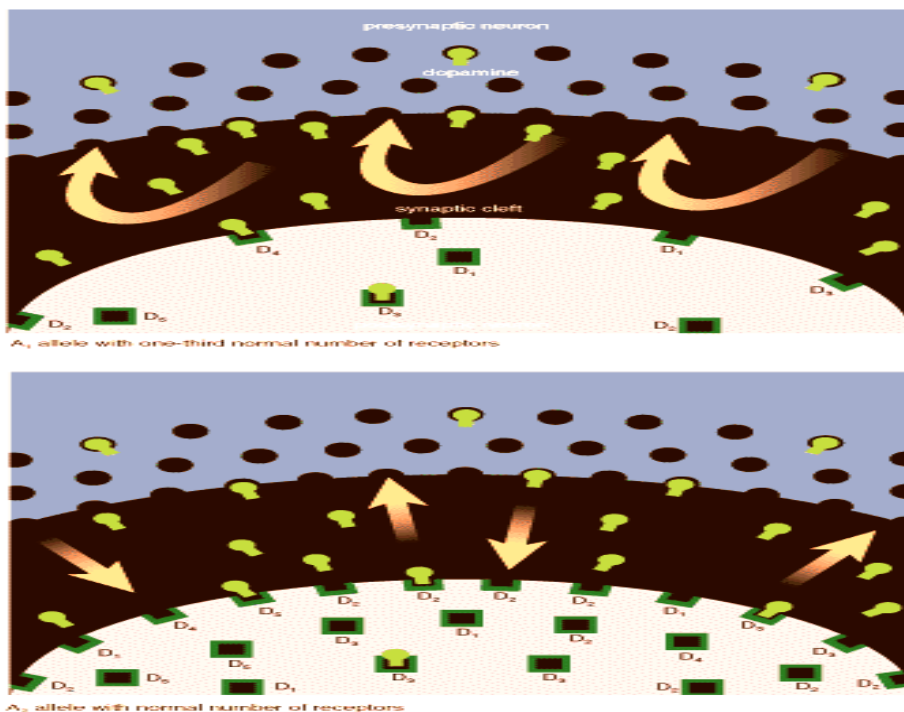 presynaptic neuron
dopamine
synaptic cleft
D₄ D₂ D₁
D₁
D₃ D₃
D₂ D₅ D₂
A₁ allele with one-third normal number of receptors
D₅ D₂ D₂ D₂ D₂ D₁ D₅
D₄
D₁ D₅ D₃ D₁ D₂ D₄ D₃
D₂ D₅ D₃ D₃ D₂
D₁ D₂ D₂
A₂ allele with normal number of receptors